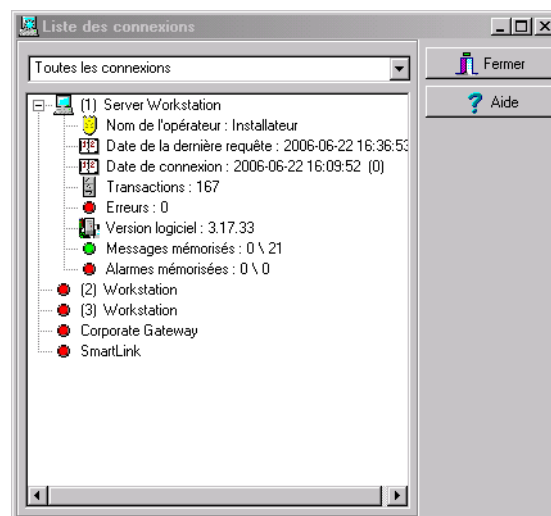 Liste des connexions
Fermer
Toutes les connexions
Aide
(1) Server Workstation
Nom de l'opérateur : Installateur
Date de la dernière requête : 2006-06-22 16:36:53
Date de connexion : 2006-06-22 16:09:52 (0)
Transactions : 167
Erreurs : 0
Version logiciel : 3.17.33
Messages mémorisés : 0 \ 21
Alarmes mémorisées : 0 \ 0
(2) Workstation
(3) Workstation
Corporate Gateway
SmartLink